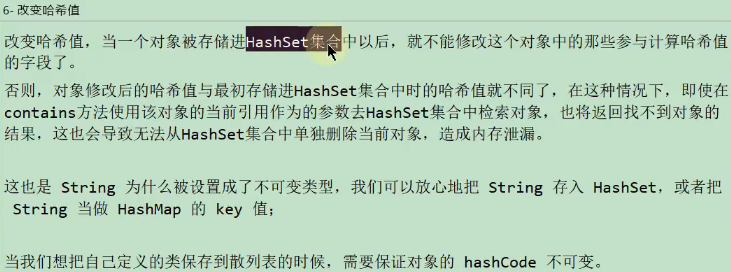 6- 改变哈希值
改变哈希值，当一个对象被存储进HashSet集合中以后，就不能修改这个对象中的那些参与计算哈希值
的字段了。
否则，对象修改后的哈希值与最初存储进HashSet集合中时的哈希值就不同了，在这种情况下，即使在
contains方法使用该对象的当前引用作为的参数去HashSet集合中检索对象，也将返回找不到对象的
结果，这也会导致无法从HashSet集合中单独删除当前对象，造成内存泄漏。
这也是 String 为什么被设置成了不可变类型，我们可以放心地把 String 存入 HashSet，或者把
String 当做 HashMap 的 key 值；
当我们想把自己定义的类保存到散列表的时候，需要保证对象的 hashCode 不可变。